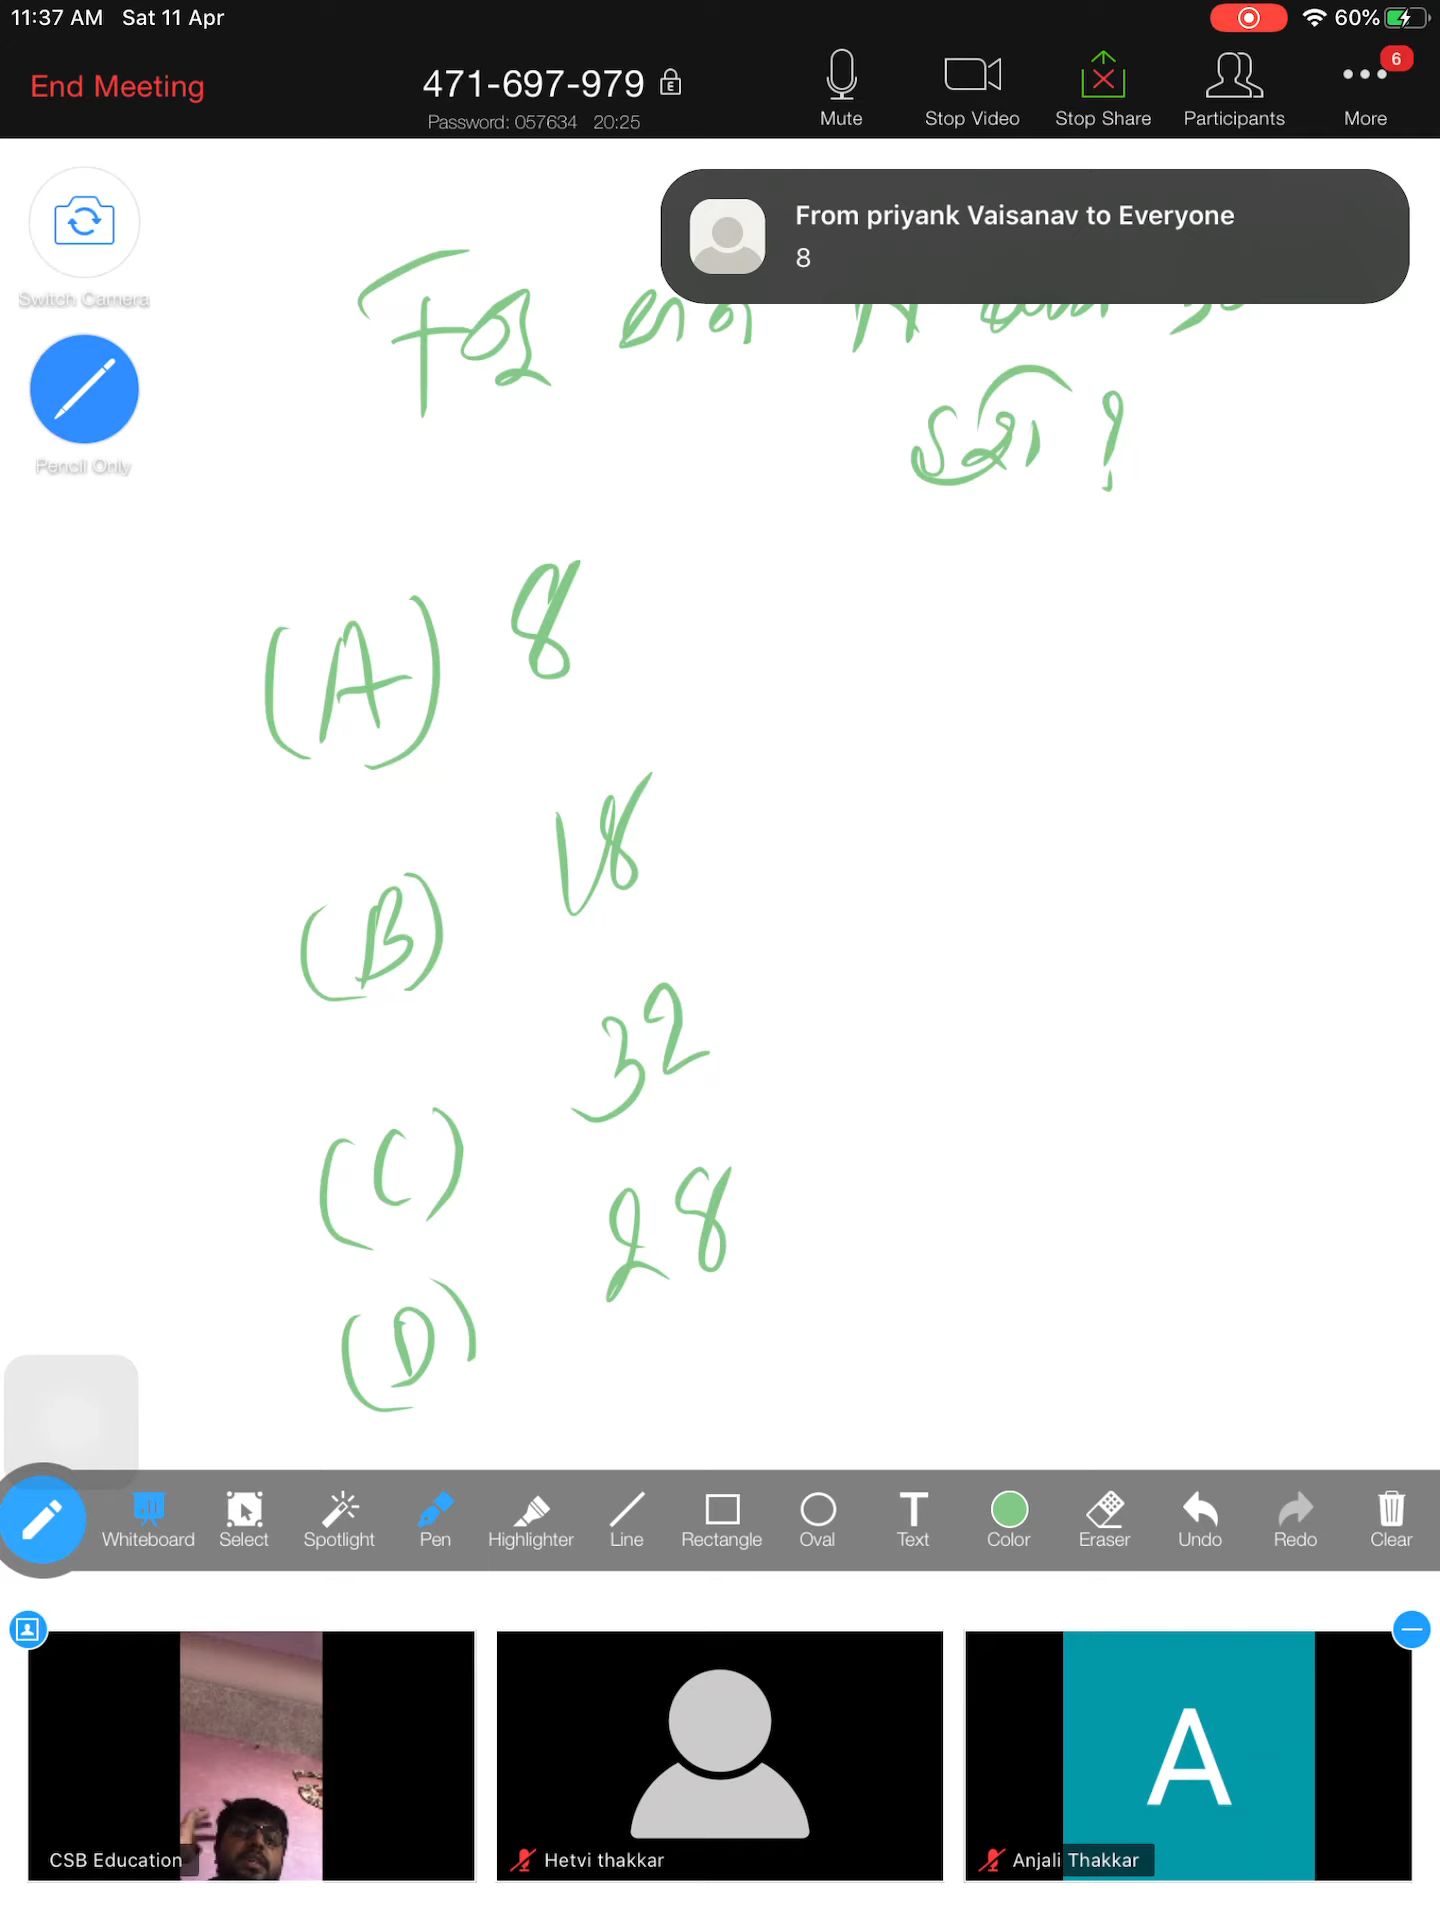 11:37 AM Sat 11 Apr
60%
End Meeting
471-697-979
Password: 057634 20:25
Mute
Stop Video
Stop Share
Participants
6
More
From priyank Vaisanav to Everyone
8
Switch Camera
Pencil Only
?
(A) 8
(B) 18
(C) 32
(D) 28
Whiteboard Select Spotlight Pen Highlighter Line Rectangle Oval Text Color Eraser Undo Redo Clear
CSB Education
Hetvi thakkar
A
Anjali Thakkar